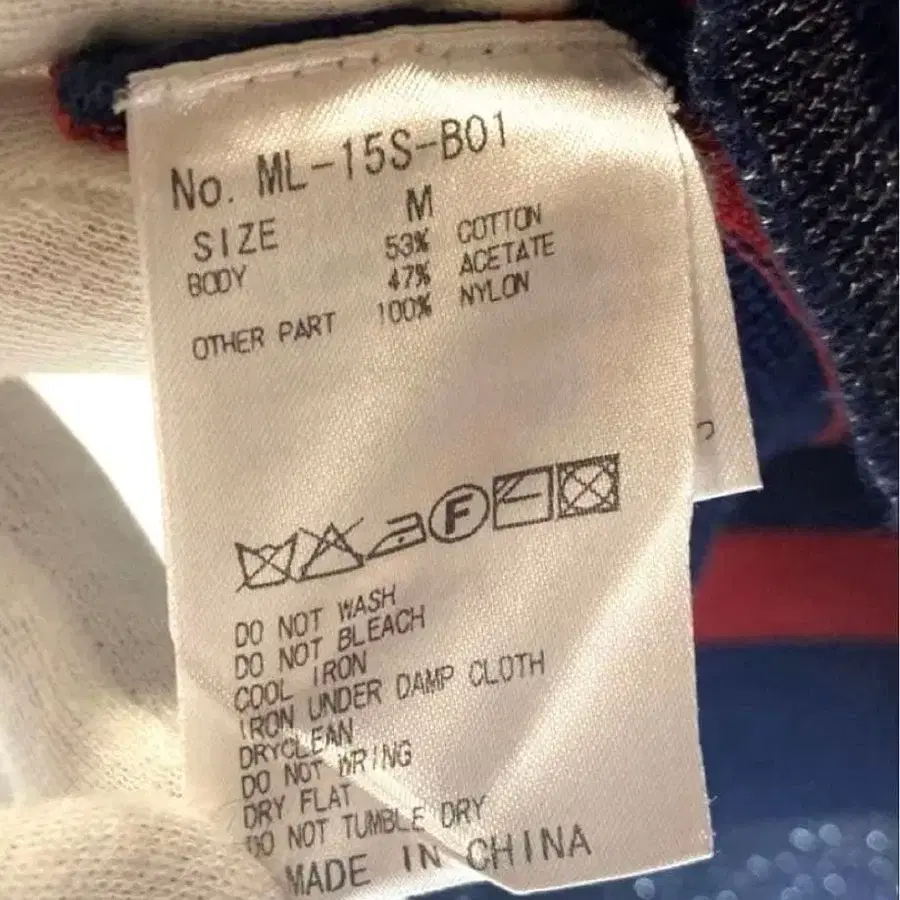 No. ML-15S-B01
SIZE M
BODY 53% COTTON
47% ACETATE
OTHER PART 100% NYLON
F
DO NOT WASH
DO NOT BLEACH
COOL IRON
IRON UNDER DAMP CLOTH
DRYCLEAN
DO NOT WRING
DRY FLAT
DO NOT TUMBLE DRY
MADE IN CHINA